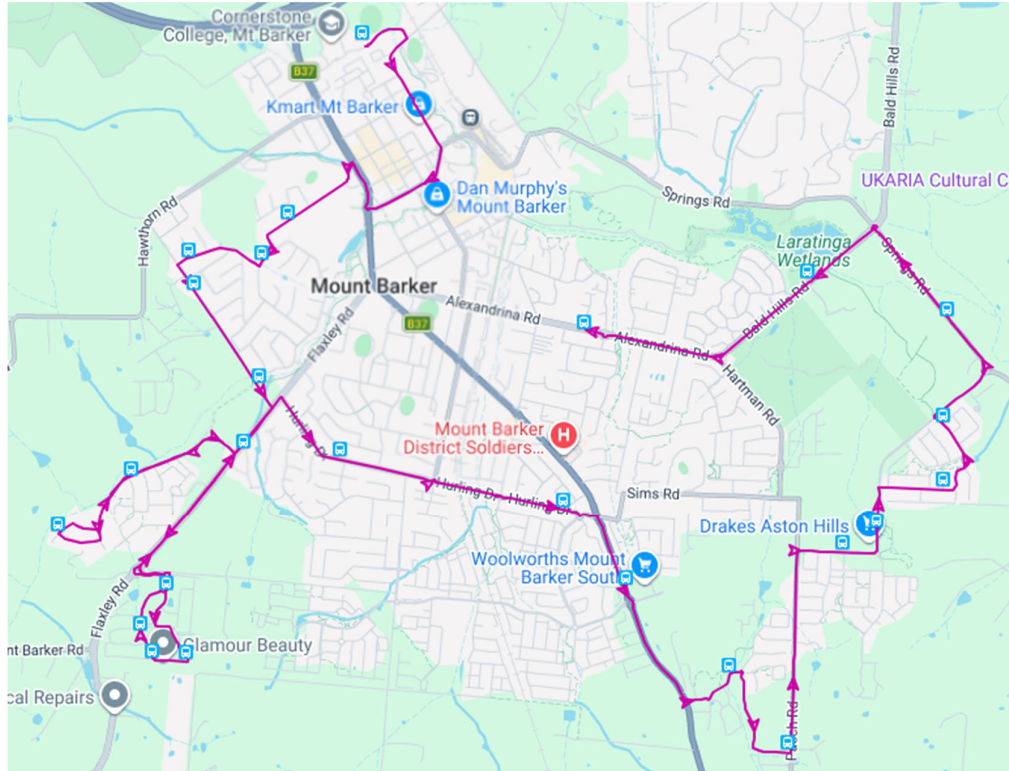 Cornerstone
College, Mt Barker
B37
Kmart Mt Barker
Bald Hills Rd
Dan Murphy's
Mount Barker
Springs Rd
UKARIA Cultural C
Hawthorn Rd
Laratinga
Wetlands
Springs Rd
Mount Barker
Alexandrina Rd
Bald Hills Rd
Flaxley Rd
B37
Alexandrina Rd
Hartman Rd
Hurling Dr
Mount Barker
District Soldiers...
Hurling Dr
Hurling Dr
Sims Rd
Drakes Aston Hills
Woolworths Mount
Barker South
Flaxley Rd
nt Barker Rd
Glamour Beauty
cal Repairs